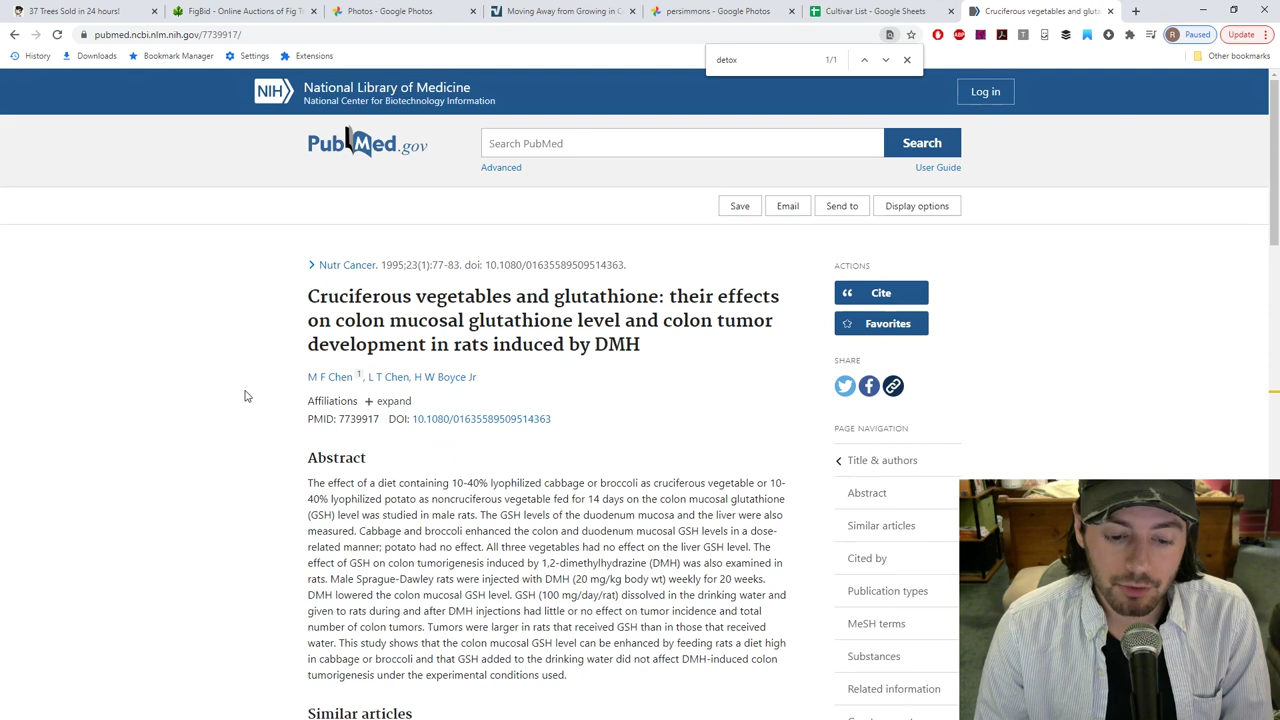 37 Trees Sold in 24 hours!
FigBid - Online Auctions of Fig T
Photos - Google Photos
Moving Away from Growing in C
persimmons - Google Photos
Cultivar List - Google Sheets
Cruciferous vegetables and gluta
pubmed.ncbi.nlm.nih.gov/7739917/
ABP
T
R
Paused
Update
History
Downloads
Bookmark Manager
Settings
Extensions
Other bookmarks
detox
1/1
NIH
National Library of Medicine
National Center for Biotechnology Information
Log in
PubMed.gov
Search PubMed
Search
Advanced
User Guide
Save
Email
Send to
Display options
Nutr Cancer. 1995;23(1):77-83. doi: 10.1080/01635589509514363.
Cruciferous vegetables and glutathione: their effects
on colon mucosal glutathione level and colon tumor
development in rats induced by DMH
M F Chen 1, L T Chen, H W Boyce Jr
Affiliations + expand
PMID: 7739917 DOI: 10.1080/01635589509514363
Abstract
The effect of a diet containing 10-40% lyophilized cabbage or broccoli as cruciferous vegetable or 10-
40% lyophilized potato as noncruciferous vegetable fed for 14 days on the colon mucosal glutathione
(GSH) level was studied in male rats. The GSH levels of the duodenum mucosa and the liver were also
measured. Cabbage and broccoli enhanced the colon and duodenum mucosal GSH levels in a dose-
related manner; potato had no effect. All three vegetables had no effect on the liver GSH level. The
effect of GSH on colon tumorigenesis induced by 1,2-dimethylhydrazine (DMH) was also examined in
rats. Male Sprague-Dawley rats were injected with DMH (20 mg/kg body wt) weekly for 20 weeks.
DMH lowered the colon mucosal GSH level. GSH (100 mg/day/rat) dissolved in the drinking water and
given to rats during and after DMH injections had little or no effect on tumor incidence and total
number of colon tumors. Tumors were larger in rats that received GSH than in those that received
water. This study shows that the colon mucosal GSH level can be enhanced by feeding rats a diet high
in cabbage or broccoli and that GSH added to the drinking water did not affect DMH-induced colon
tumorigenesis under the experimental conditions used.
Similar articles
ACTIONS
Cite
Favorites
SHARE
PAGE NAVIGATION
Title & authors
Abstract
Similar articles
Cited by
Publication types
MeSH terms
Substances
Related information